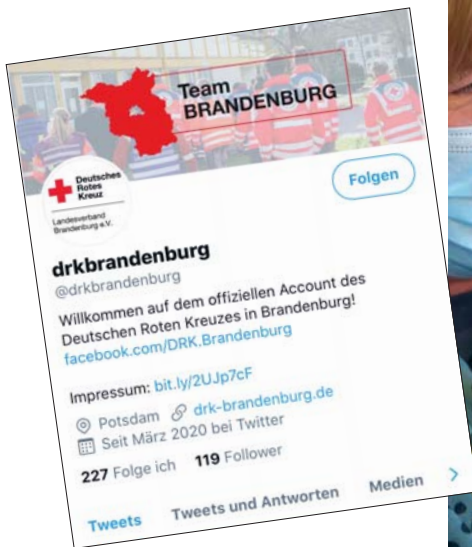 Team
BRANDENBURG
Deutsches
Rotes
Kreuz
Landesverband
Brandenburg e.V.
Folgen
drkbrandenburg
@drkbrandenburg
Willkommen auf dem offiziellen Account des
Deutschen Roten Kreuzes in Brandenburg!
facebook.com/DRK.Brandenburg
Impressum: bit.ly/2UJp7cF
Potsdam drk-brandenburg.de
Seit März 2020 bei Twitter
227 Folge ich 119 Follower
Tweets Tweets und Antworten Medien